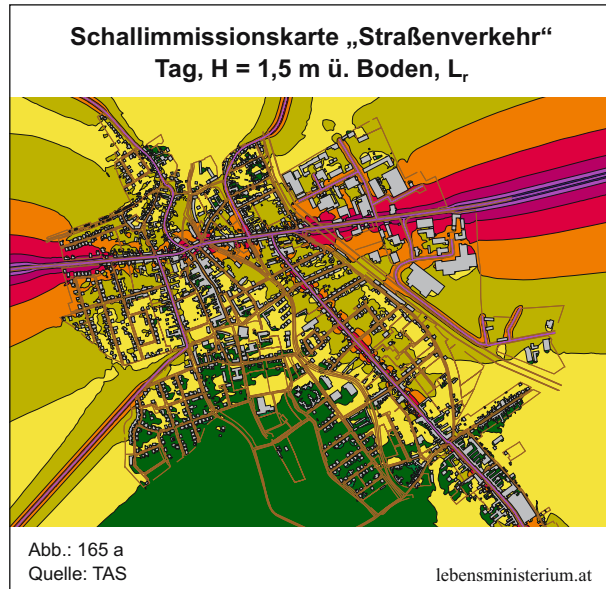 Schallimmissionskarte „Straßenverkehr“
Tag, H = 1,5 m ü. Boden, Lr
Abb.: 165 a
Quelle: TAS
lebensministerium.at